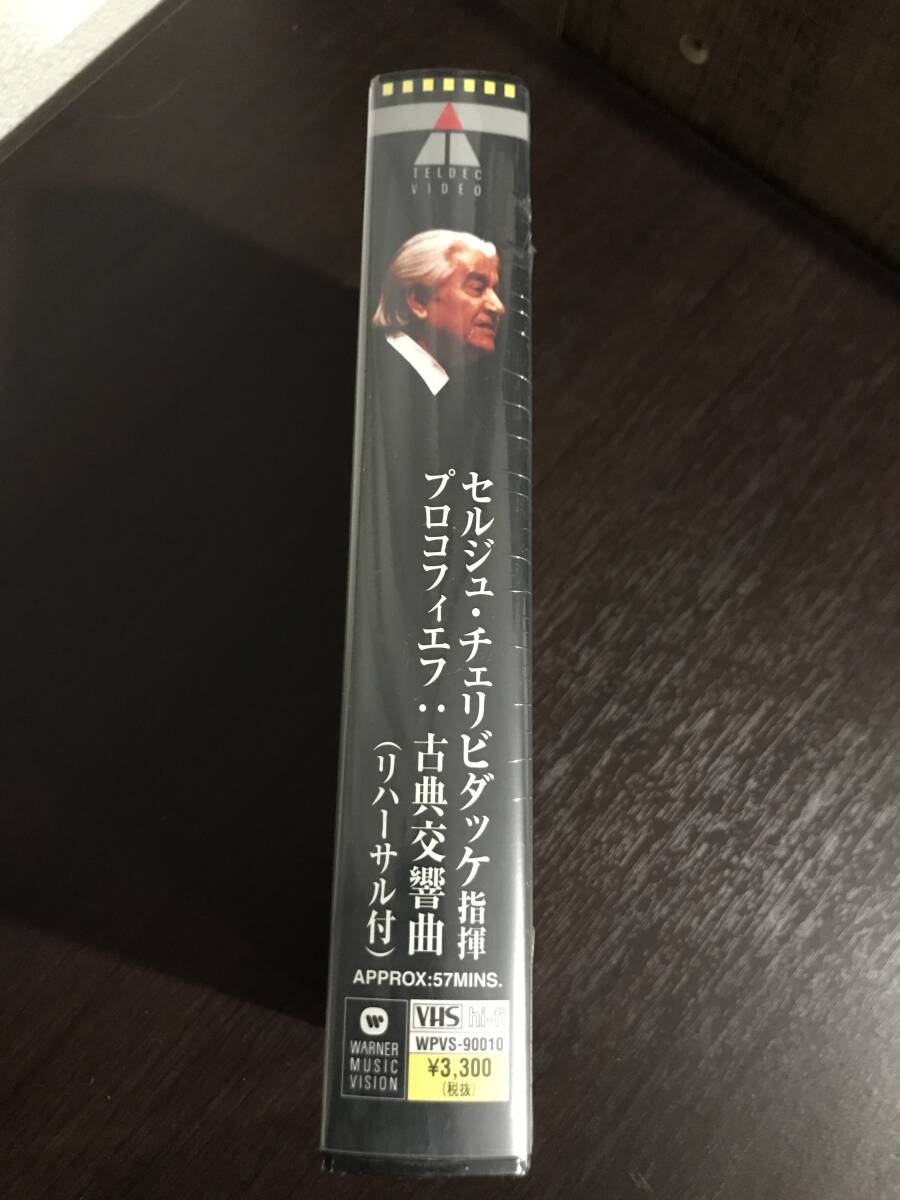 TELDEC
VIDEO
セルジュ・チェリビダッケ指揮
プロコフィエフ：古典交響曲
（リハーサル付）
APPROX:57MINS.
WARNER
MUSIC
VISION
VHS hi-fi
WPVS-90010
¥3,300
（税抜）